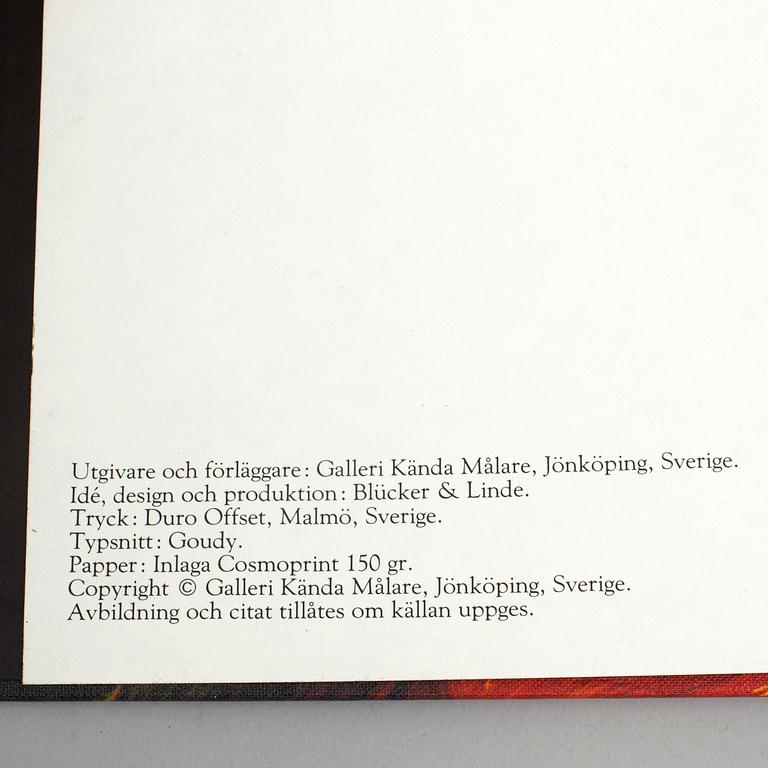 Utgivare och förläggare: Galleri Kända Målare, Jönköping, Sverige.
Idé, design och produktion: Blücker & Linde.
Tryck: Duro Offset, Malmö, Sverige.
Typsnitt: Goudy.
Papper: Inlaga Cosmoprint 150 gr.
Copyright © Galleri Kända Målare, Jönköping, Sverige.
Avbildning och citat tillåtes om källan uppges.